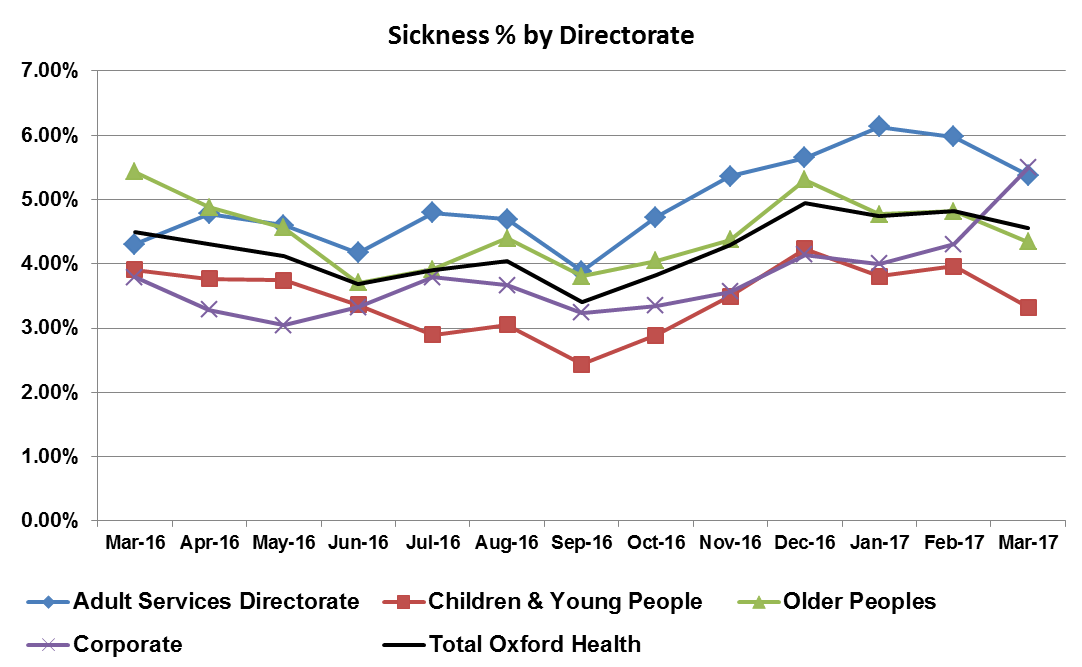 Sickness % by Directorate
7.00%
6.00%
5.00%
4.00%
3.00%
2.00%
1.00%
0.00%
Mar-16 Apr-16 May-16 Jun-16 Jul-16 Aug-16 Sep-16 Oct-16 Nov-16 Dec-16 Jan-17 Feb-17 Mar-17
Adult Services Directorate Children & Young People Older Peoples
Corporate Total Oxford Health